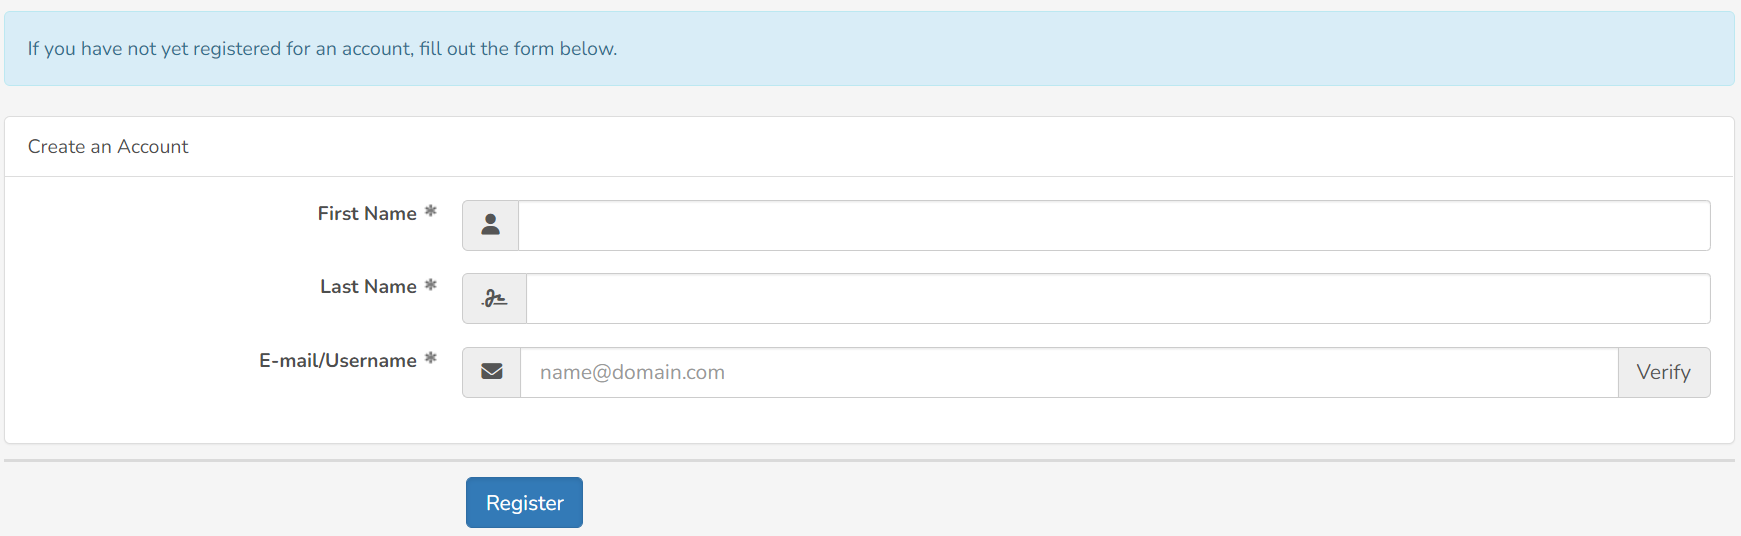 If you have not yet registered for an account, fill out the form below.
Create an Account
First Name *
Last Name *
E-mail/Username *
name@domain.com
Verify
Register